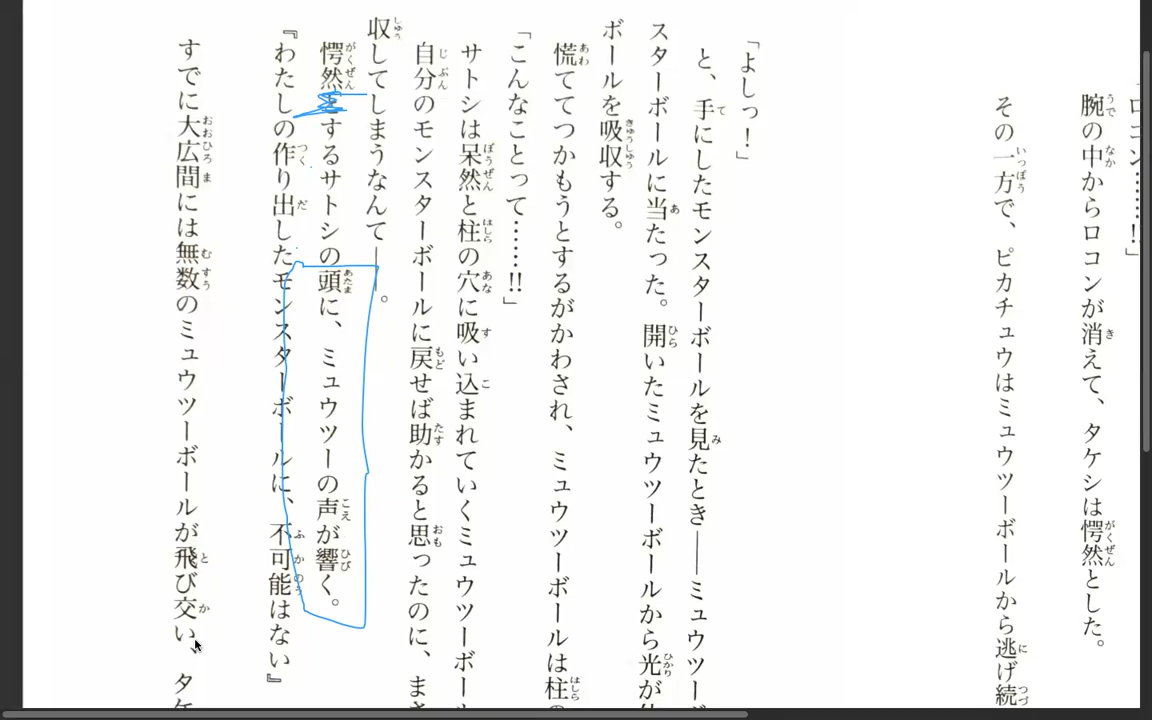 腕の中からロコンが消えて、タケシは愕然とした。
その一方で、ピカチュウはミュウツーボールから逃げ続
「よしっ！」
と、手にしたモンスターボールを見たとき――ミュウツー
スターボールに当たった。開いたミュウツーボールから光が
ボールを吸収する。
慌ててつかもうとするがかわされ、ミュウツーボールは柱
「こんなことって……!!」
サトシは呆然と柱の穴に吸い込まれていくミュウツーボー
自分のモンスターボールに戻せば助かると思ったのに、ま
収してしまうなんて――。
愕然とするサトシの頭に、ミュウツーの声が響く。
『わたしの作り出したモンスターボールに、不可能はない』
すでに大広間には無数のミュウツーボールが飛び交い、タ